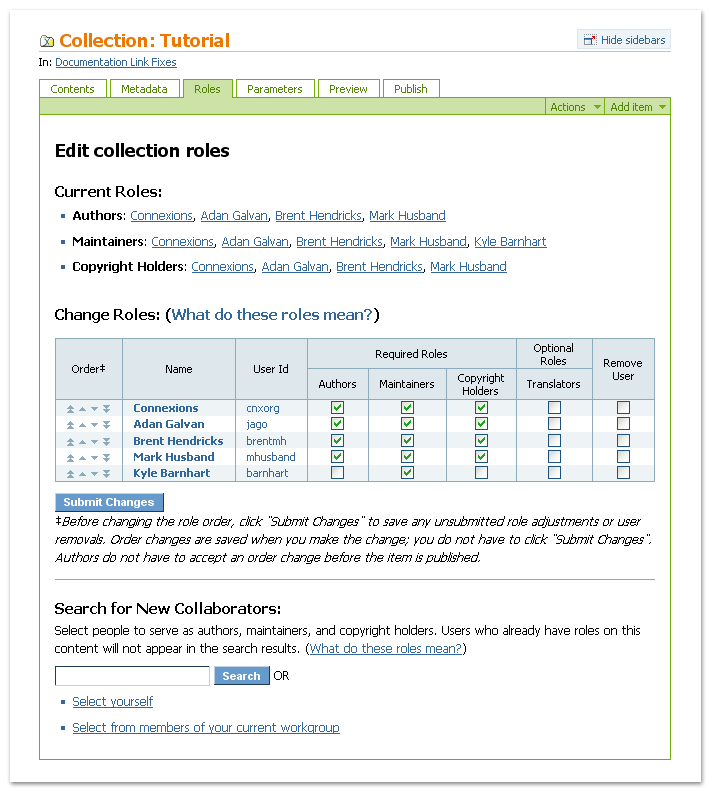 Collection: Tutorial
Hide sidebars
In: Documentation Link Fixes
Contents Metadata Roles Parameters Preview Publish
Actions Add item
Edit collection roles
Current Roles:
Authors: Connexions, Adan Galvan, Brent Hendricks, Mark Husband
Maintainers: Connexions, Adan Galvan, Brent Hendricks, Mark Husband, Kyle Barnhart
Copyright Holders: Connexions, Adan Galvan, Brent Hendricks, Mark Husband
Change Roles: (What do these roles mean?)
Order‡ Name User Id Required Roles Optional Roles Remove User
Authors Maintainers Copyright Holders Translators
Connexions cnxorg
Adan Galvan jago
Brent Hendricks brentmh
Mark Husband mhusband
Kyle Barnhart barnhart
Submit Changes
‡Before changing the role order, click "Submit Changes" to save any unsubmitted role adjustments or user
removals. Order changes are saved when you make the change; you do not have to click "Submit Changes".
Authors do not have to accept an order change before the item is published.
Search for New Collaborators:
Select people to serve as authors, maintainers, and copyright holders. Users who already have roles on this
content will not appear in the search results. (What do these roles mean?)
Search OR
Select yourself
Select from members of your current workgroup